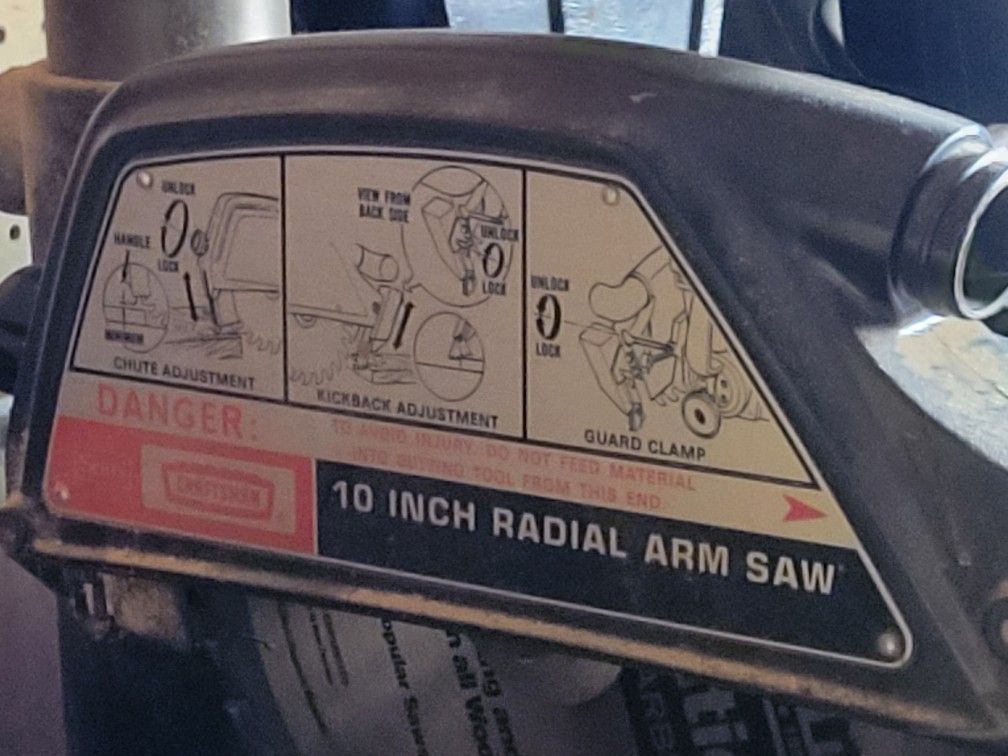 UNLOCK
HANDLE
LOCK
CHUTE ADJUSTMENT
VIEW FROM
BACK SIDE
UNLOCK
LOCK
KICKBACK ADJUSTMENT
UNLOCK
LOCK
GUARD CLAMP
DANGER:
TO AVOID INJURY, DO NOT FEED MATERIAL
INTO CUTTING TOOL FROM THIS END
CRAFTSMAN
10 INCH RADIAL ARM SAW